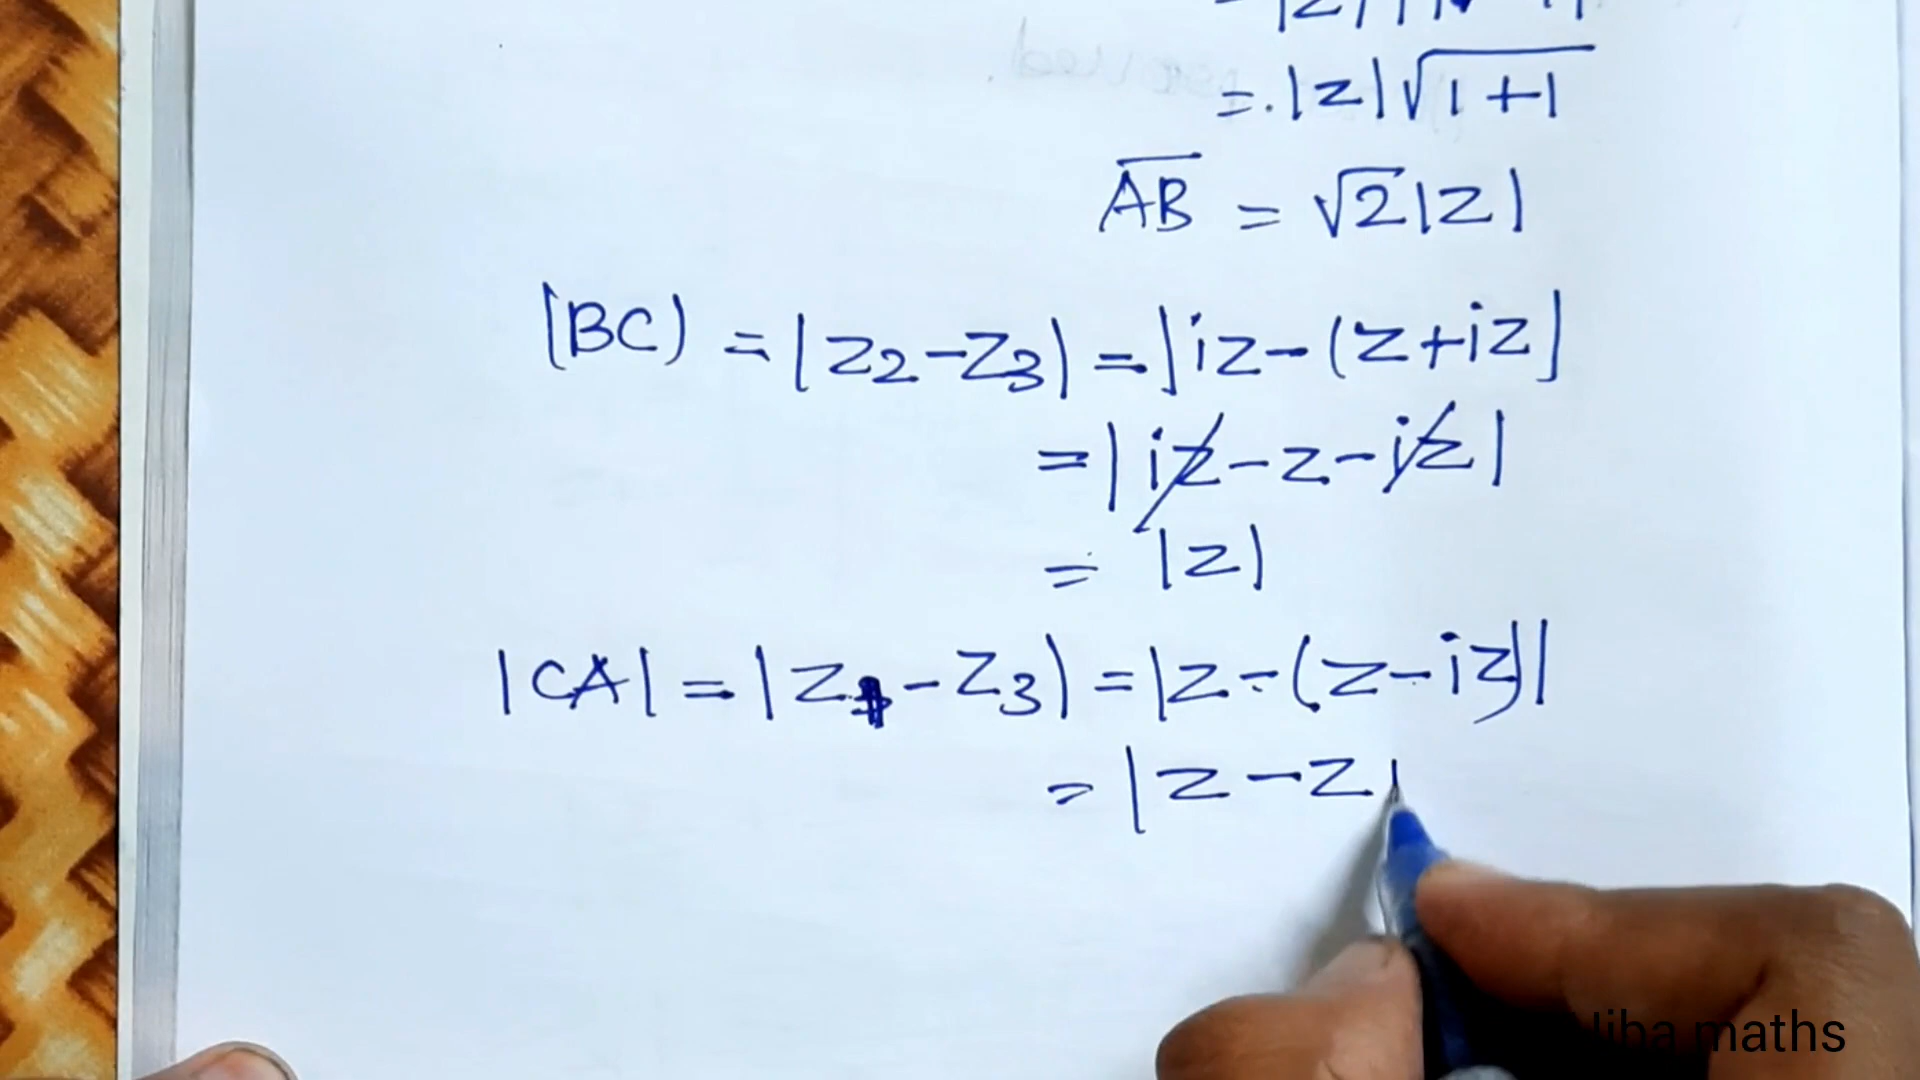 = |z|√1+1
AB = √2|z|
|BC| = |z2-z3| = |iz-(z+iz|
= |iz-z-iz|
= |z|
|CA| = |z1-z3| = |z-(z-iz)|
= |z-z
maths